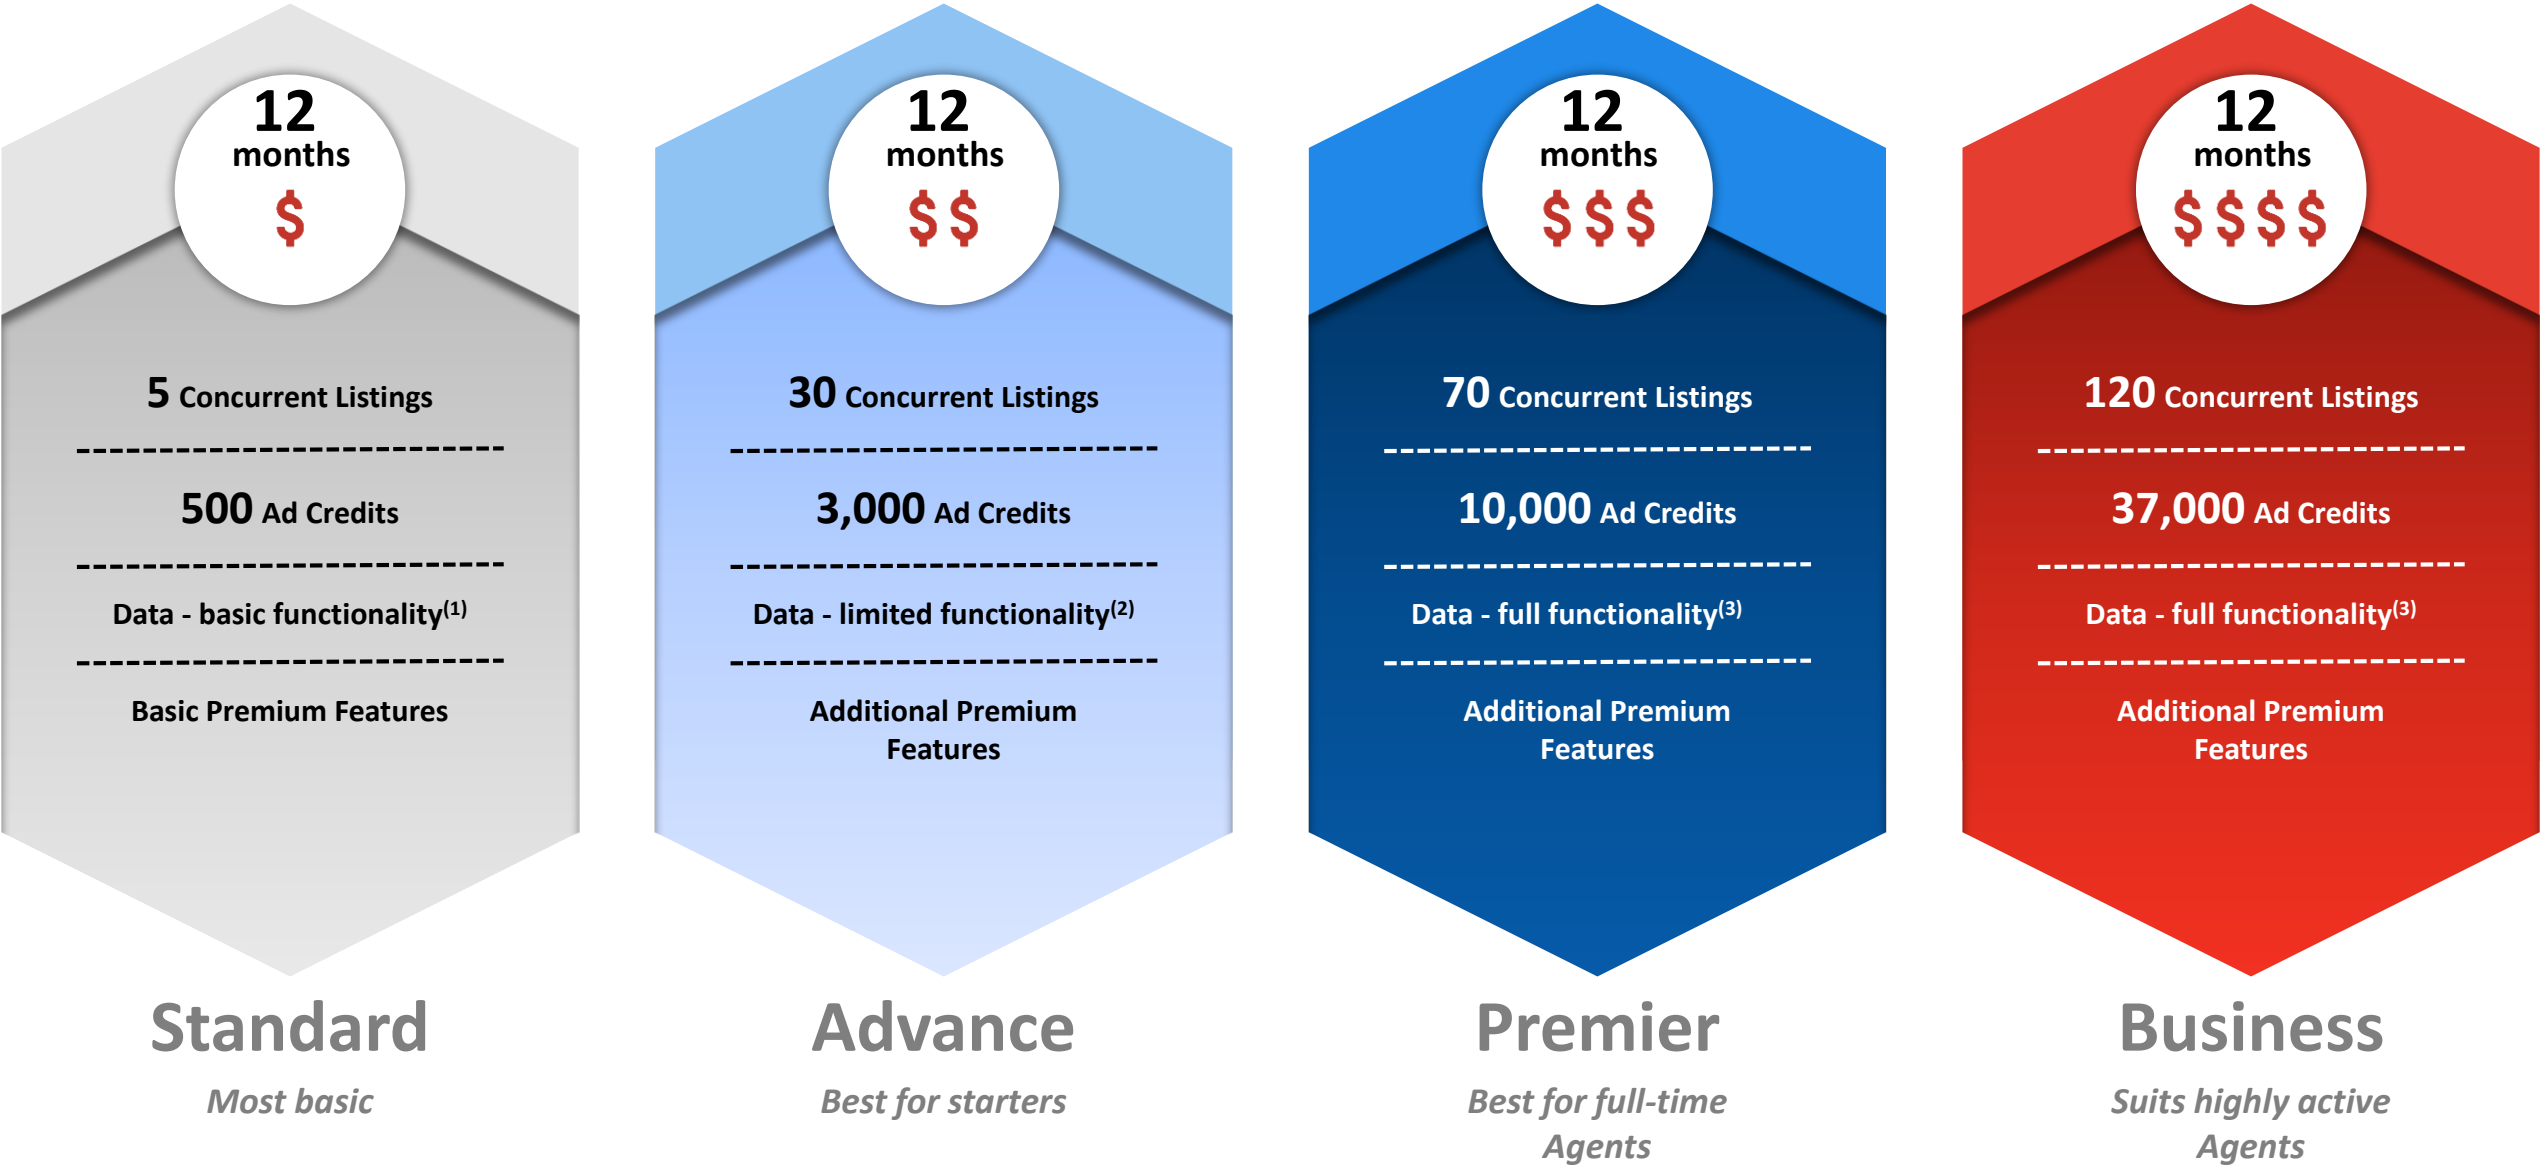 12
months
$
5 Concurrent Listings
500 Ad Credits
Data - basic functionality(1)
Basic Premium Features
Standard
Most basic
12
months
$$
30 Concurrent Listings
3,000 Ad Credits
Data - limited functionality(2)
Additional Premium
Features
Advance
Best for starters
12
months
$$$
70 Concurrent Listings
10,000 Ad Credits
Data - full functionality(3)
Additional Premium
Features
Premier
Best for full-time
Agents
12
months
$$$$
120 Concurrent Listings
37,000 Ad Credits
Data - full functionality(3)
Additional Premium
Features
Business
Suits highly active
Agents